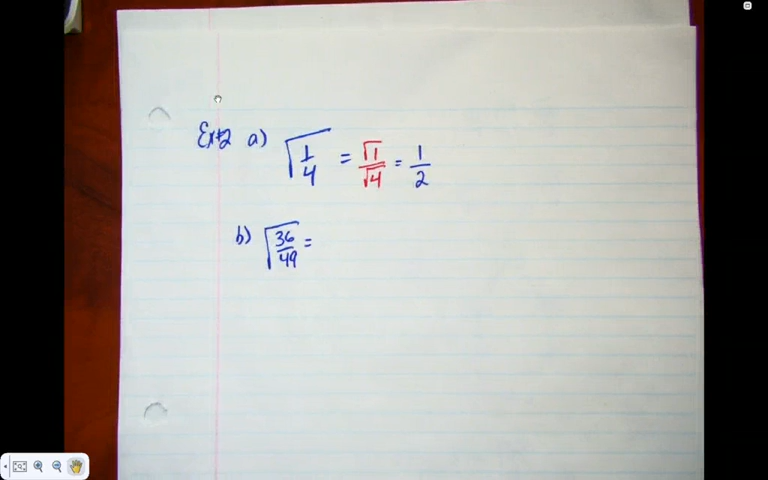 Ex#2 a) √(1/4) = √1/√4 = 1/2
b) √(36/49) =